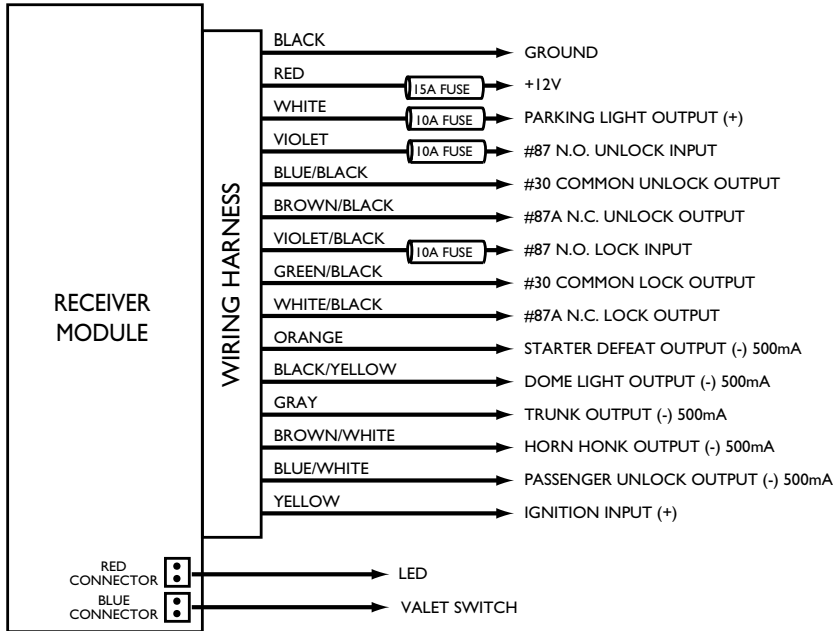 BLACK
GROUND
RED
15A FUSE
+12V
WHITE
10A FUSE
PARKING LIGHT OUTPUT (+)
VIOLET
10A FUSE
#87 N.O. UNLOCK INPUT
BLUE/BLACK
#30 COMMON UNLOCK OUTPUT
BROWN/BLACK
#87A N.C. UNLOCK OUTPUT
VIOLET/BLACK
10A FUSE
#87 N.O. LOCK INPUT
GREEN/BLACK
#30 COMMON LOCK OUTPUT
WHITE/BLACK
#87A N.C. LOCK OUTPUT
ORANGE
STARTER DEFEAT OUTPUT (-) 500mA
BLACK/YELLOW
DOME LIGHT OUTPUT (-) 500mA
GRAY
TRUNK OUTPUT (-) 500mA
BROWN/WHITE
HORN HONK OUTPUT (-) 500mA
BLUE/WHITE
PASSENGER UNLOCK OUTPUT (-) 500mA
YELLOW
IGNITION INPUT (+)
RECEIVER
MODULE
WIRING HARNESS
RED
CONNECTOR
LED
BLUE
CONNECTOR
VALET SWITCH